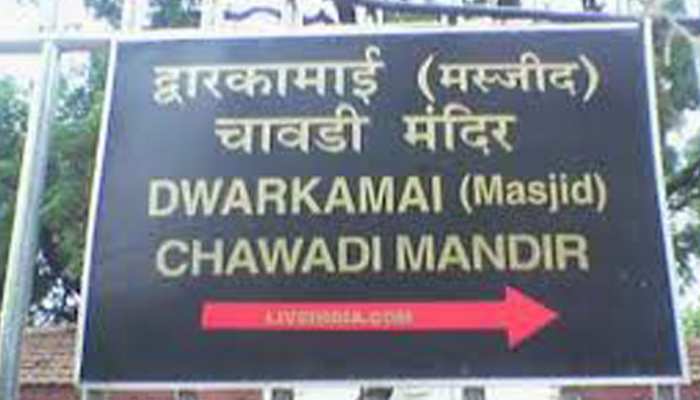 द्वारकामाई (मस्जीद)
चावडी मंदिर
DWARKAMAI (Masjid)
CHAWADI MANDIR
LIVEINDIA.COM